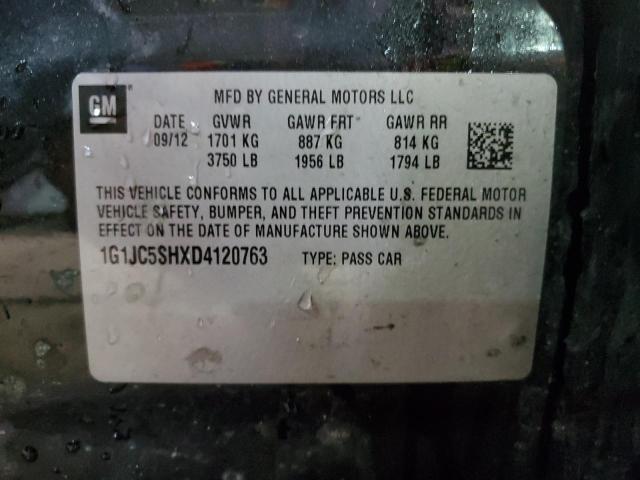 GM
MFD BY GENERAL MOTORS LLC
DATE GVWR GAWR FRT GAWR RR
09/12 1701 KG 887 KG 814 KG
3750 LB 1956 LB 1794 LB
THIS VEHICLE CONFORMS TO ALL APPLICABLE U.S. FEDERAL MOTOR
VEHICLE SAFETY, BUMPER, AND THEFT PREVENTION STANDARDS IN
EFFECT ON THE DATE OF MANUFACTURE SHOWN ABOVE.
1G1JC5SHXD4120763 TYPE: PASS CAR